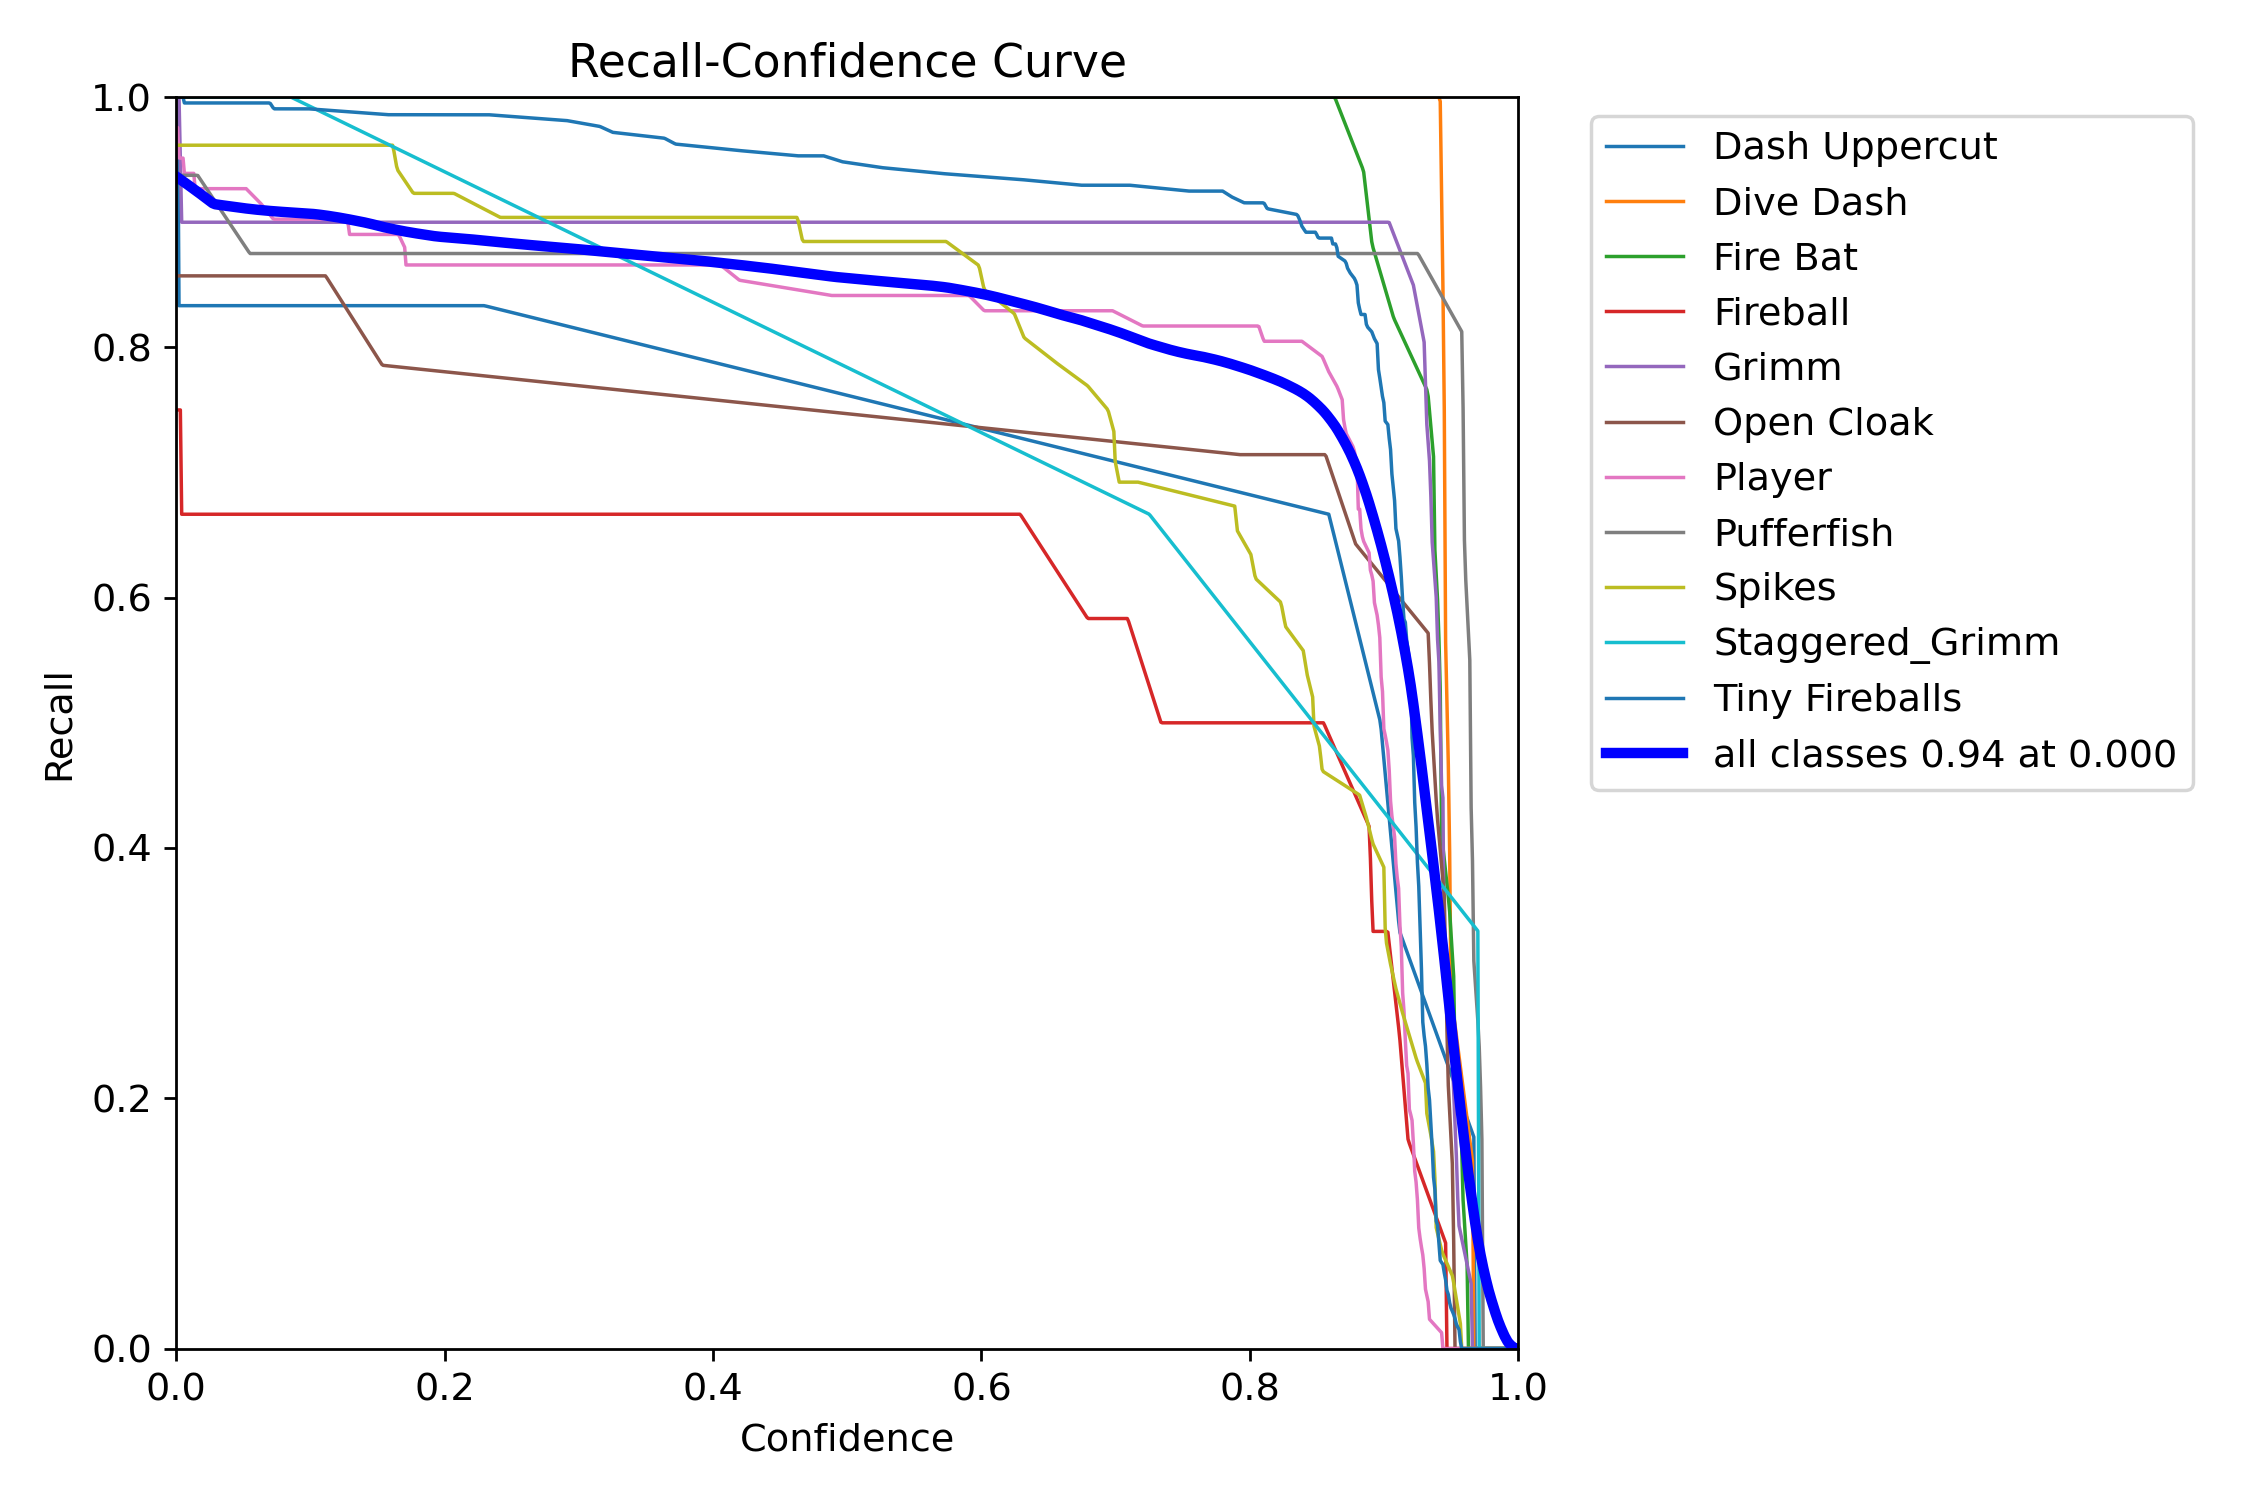 Recall-Confidence Curve
1.0
0.8
0.6
0.4
0.2
0.0
Recall
0.0 0.2 0.4 0.6 0.8 1.0
Confidence
Dash Uppercut
Dive Dash
Fire Bat
Fireball
Grimm
Open Cloak
Player
Pufferfish
Spikes
Staggered_Grimm
Tiny Fireballs
all classes 0.94 at 0.000